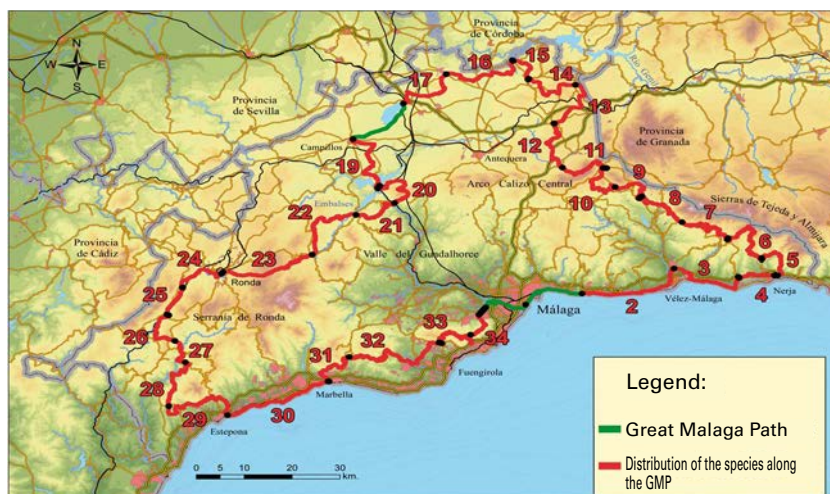 Provincia
de Córdoba
Río Genil
N
W E
S
Provincia
de Sevilla
17
16
15
14
13
12
11
10
9
8
7
6
5
4
3
2
Campillos
Antequera
Provincia
de Granada
Arco Calizo Central
Sierras de Tejeda y Almijara
19
20
21
22
Embalses
Valle del Guadalhorce
Provincia
de Cádiz
24
23
Ronda
25
Serranía de Ronda
26
27
28
29
30
31
32
33
34
Málaga
Vélez-Málaga
Nerja
Fuengirola
Marbella
Estepona
0 5 10 20 30
km.
Legend:
Great Malaga Path
Distribution of the species along
the GMP